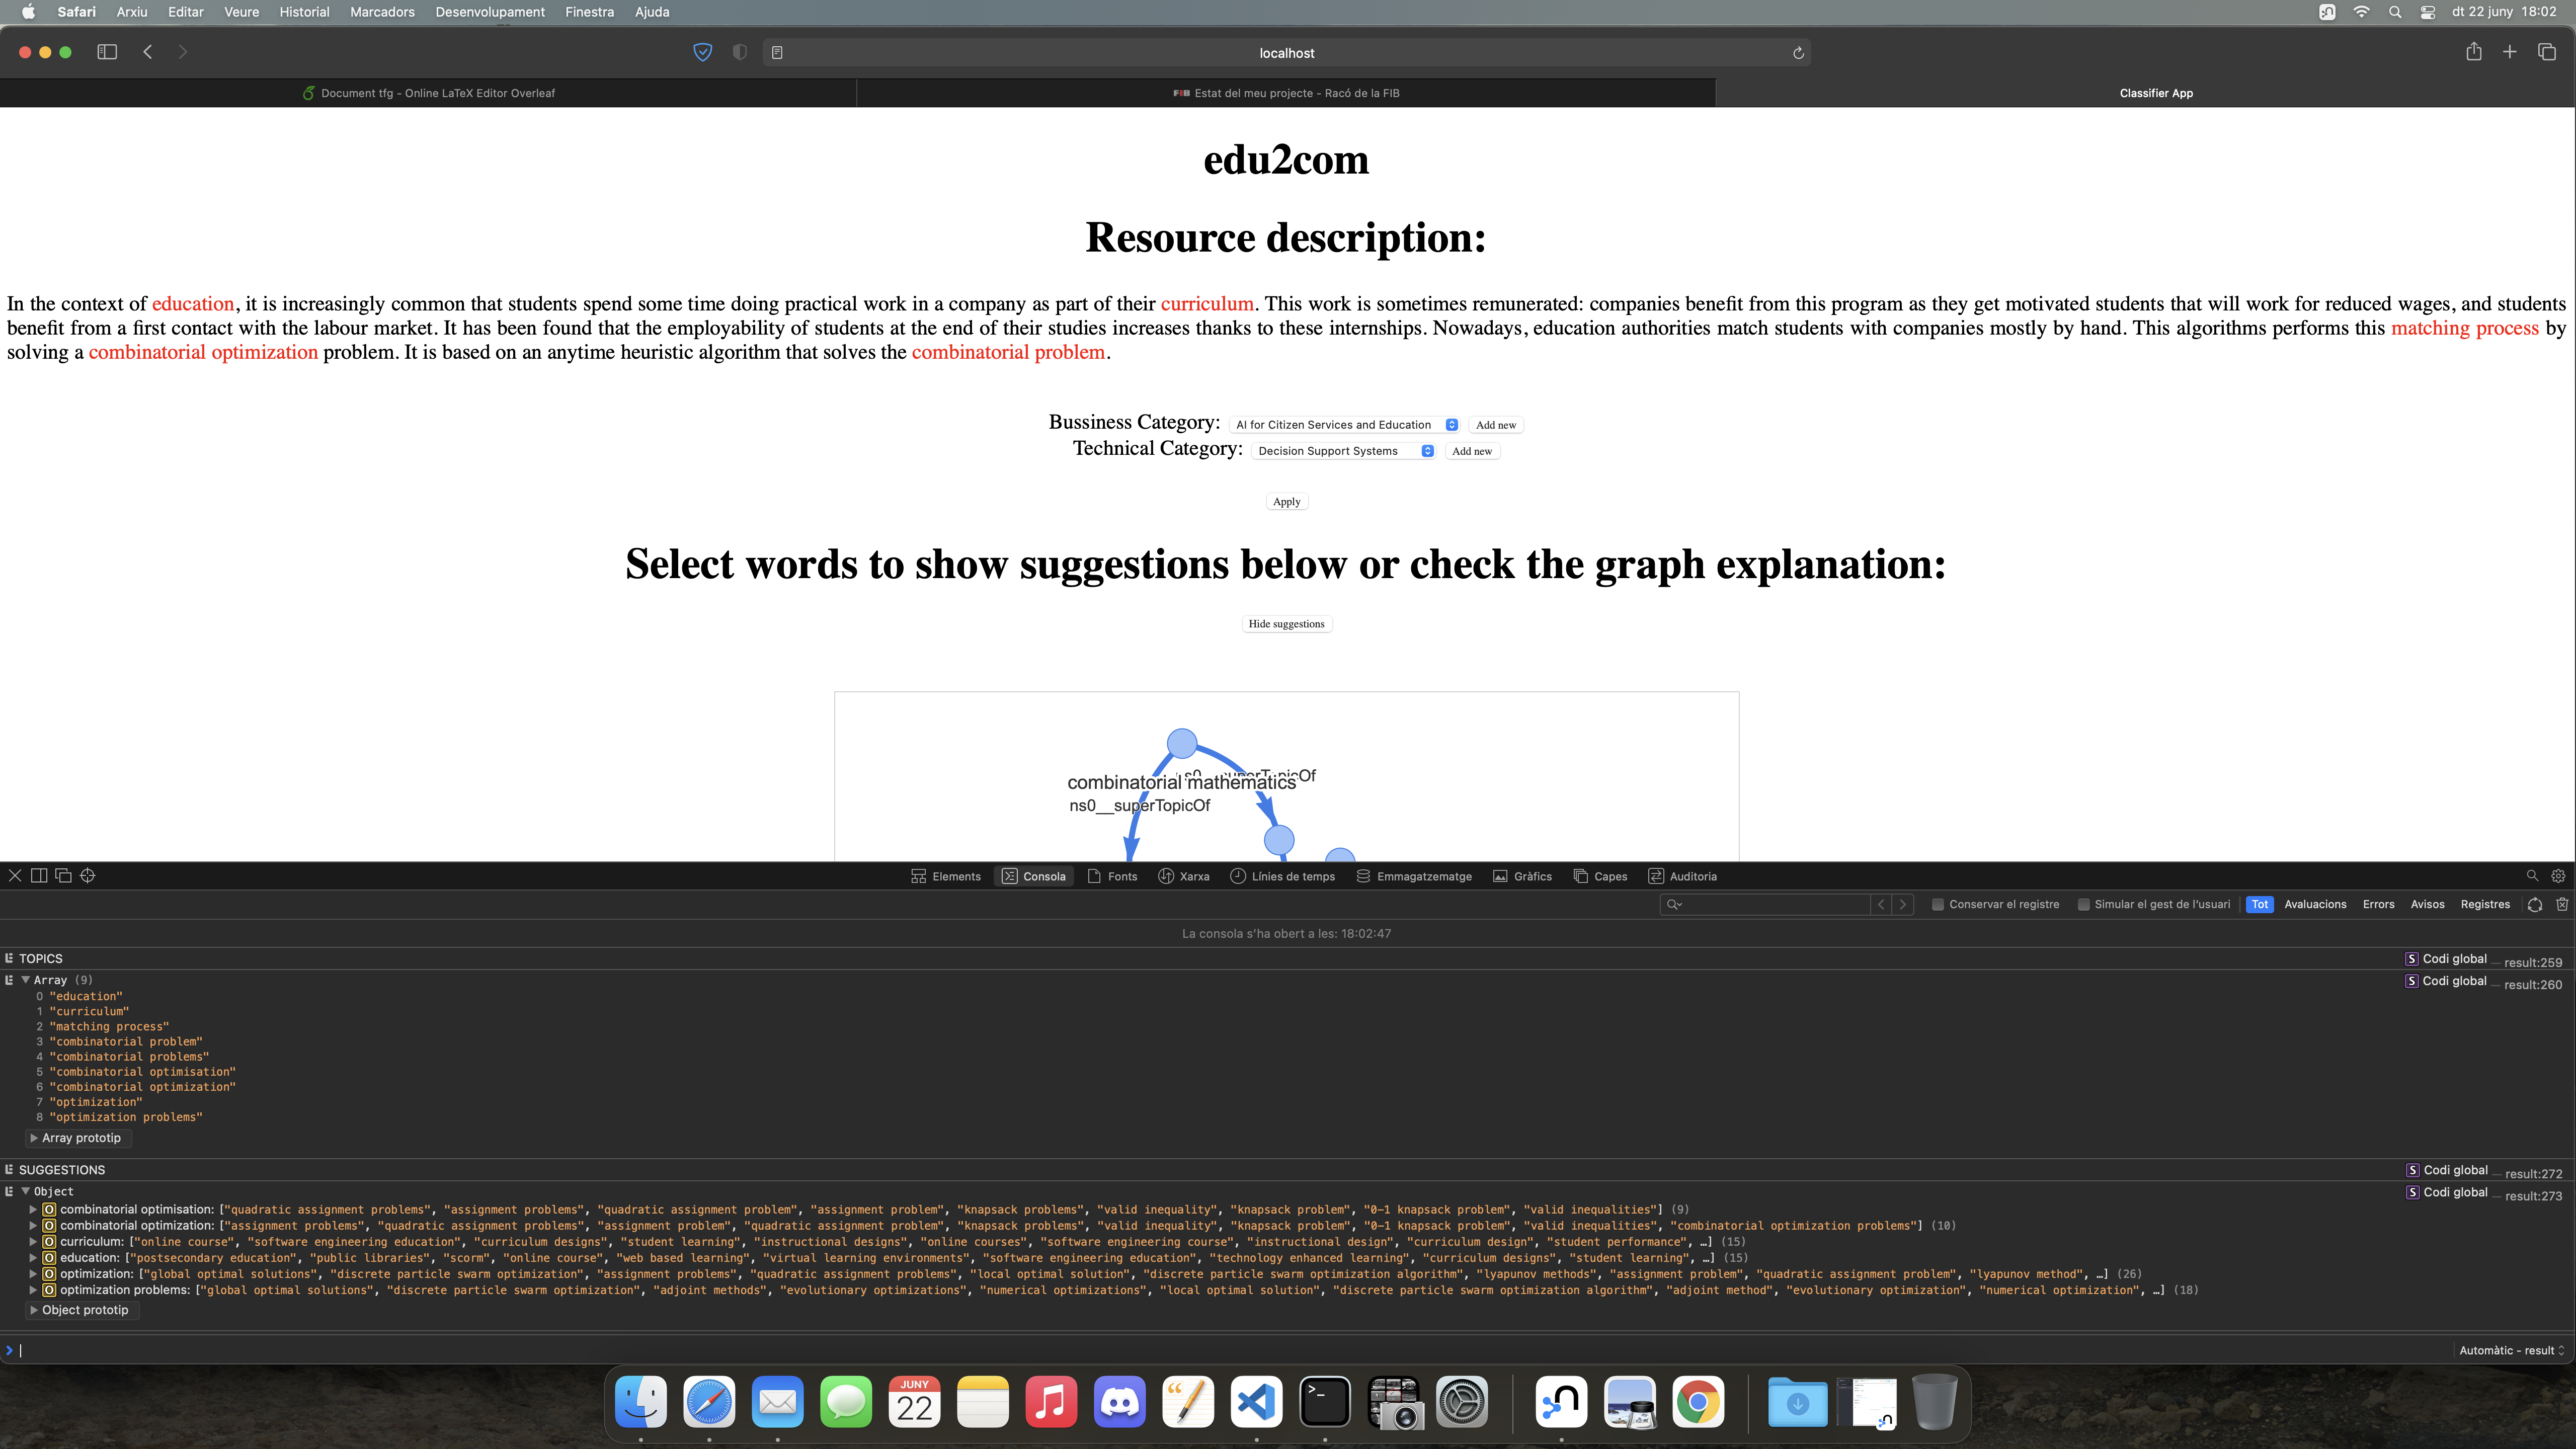 Safari Arxiu Editar Veure Historial Marcadors Desenvolupament Finestra Ajuda dt 22 juny 18:02
localhost
Document tfg - Online LaTeX Editor Overleaf FIB Estat del meu projecte - Racó de la FIB Classifier App
edu2com
Resource description:
In the context of education, it is increasingly common that students spend some time doing practical work in a company as part of their curriculum. This work is sometimes remunerated: companies benefit from this program as they get motivated students that will work for reduced wages, and students
benefit from a first contact with the labour market. It has been found that the employability of students at the end of their studies increases thanks to these internships. Nowadays, education authorities match students with companies mostly by hand. This algorithms performs this matching process by
solving a combinatorial optimization problem. It is based on an anytime heuristic algorithm that solves the combinatorial problem.
Bussiness Category: AI for Citizen Services and Education Add new
Technical Category: Decision Support Systems Add new
Apply
Select words to show suggestions below or check the graph explanation:
Hide suggestions
ns0__superTopicOf
combinatorial mathematics
ns0__superTopicOf
Elements Consola Fonts Xarxa Línies de temps Emmagatzematge Gràfics Capes Auditoria
Conservar el registre Simular el gest de l'usuari Tot Avaluacions Errors Avisos Registres
La consola s'ha obert a les: 18:02:47
TOPICS S Codi global — result:259
Array (9) S Codi global — result:260
0 "education"
1 "curriculum"
2 "matching process"
3 "combinatorial problem"
4 "combinatorial problems"
5 "combinatorial optimisation"
6 "combinatorial optimization"
7 "optimization"
8 "optimization problems"
Array prototip
SUGGESTIONS S Codi global — result:272
Object S Codi global — result:273
O combinatorial optimisation: ["quadratic assignment problems", "assignment problems", "quadratic assignment problem", "assignment problem", "knapsack problems", "valid inequality", "knapsack problem", "0-1 knapsack problem", "valid inequalities"] (9)
O combinatorial optimization: ["assignment problems", "quadratic assignment problems", "assignment problem", "quadratic assignment problem", "knapsack problems", "valid inequality", "knapsack problem", "0-1 knapsack problem", "valid inequalities", "combinatorial optimization problems"] (10)
O curriculum: ["online course", "software engineering education", "curriculum designs", "student learning", "instructional designs", "online courses", "software engineering course", "instructional design", "curriculum design", "student performance", …] (15)
O education: ["postsecondary education", "public libraries", "scorm", "online course", "web based learning", "virtual learning environments", "software engineering education", "technology enhanced learning", "curriculum designs", "student learning", …] (15)
O optimization: ["global optimal solutions", "discrete particle swarm optimization", "assignment problems", "quadratic assignment problems", "local optimal solution", "discrete particle swarm optimization algorithm", "lyapunov methods", "assignment problem", "quadratic assignment problem", "lyapunov method", …] (26)
O optimization problems: ["global optimal solutions", "discrete particle swarm optimization", "adjoint methods", "evolutionary optimizations", "numerical optimizations", "local optimal solution", "discrete particle swarm optimization algorithm", "adjoint method", "evolutionary optimization", "numerical optimization", …] (18)
Object prototip
Automàtic - result
JUNY
22